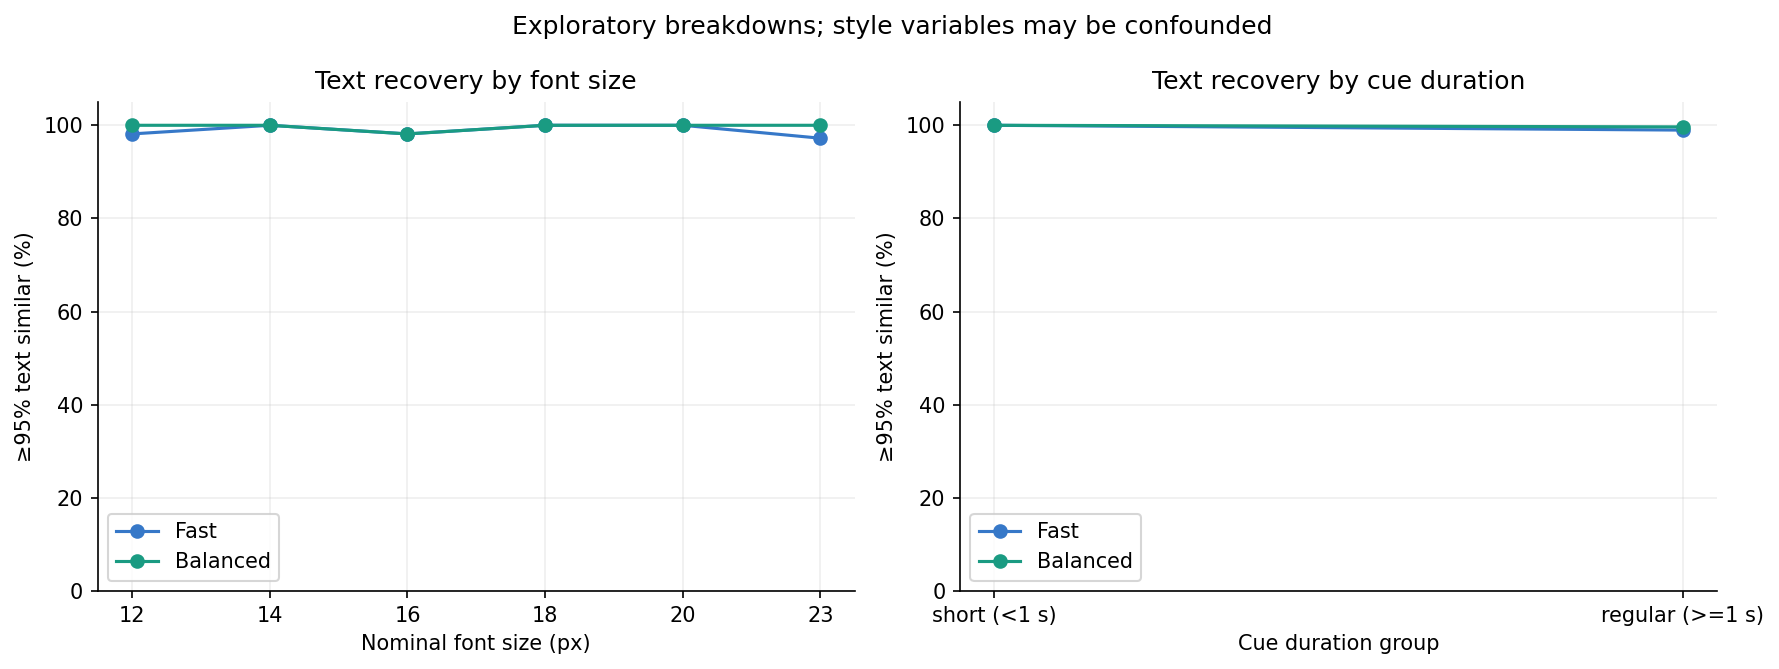 Exploratory breakdowns; style variables may be confounded
Text recovery by font size
≥95% text similar (%)
100
80
60
40
20
0
12 14 16 18 20 23
Nominal font size (px)
Fast
Balanced
Text recovery by cue duration
≥95% text similar (%)
100
80
60
40
20
0
short (<1 s) regular (>=1 s)
Cue duration group
Fast
Balanced